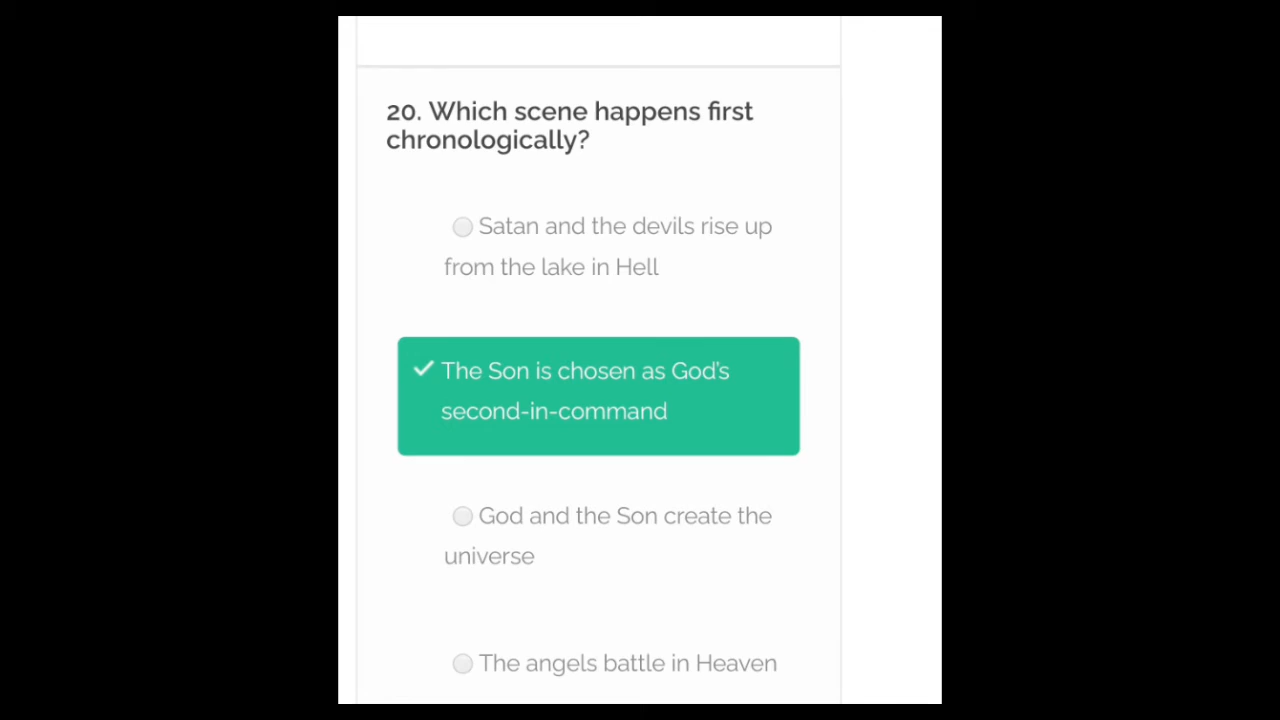 20. Which scene happens first
chronologically?
Satan and the devils rise up
from the lake in Hell
The Son is chosen as God's
second-in-command
God and the Son create the
universe
The angels battle in Heaven